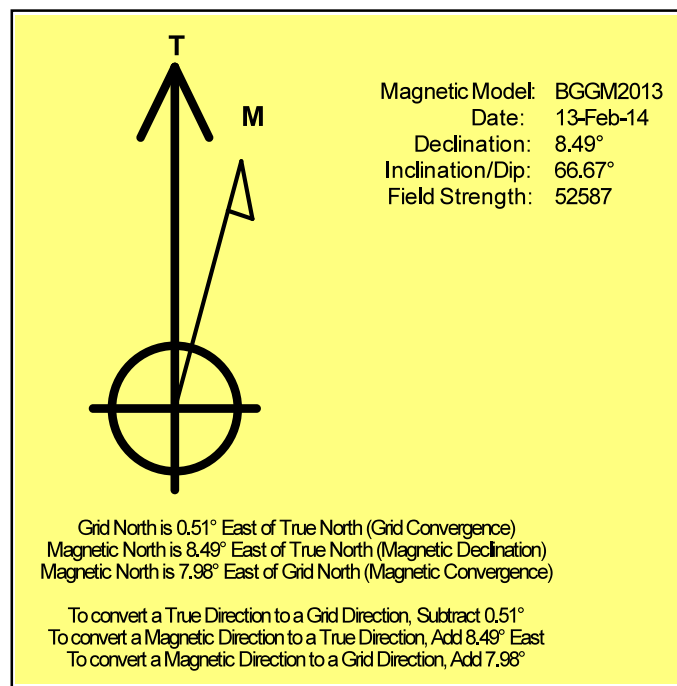 T
M
Magnetic Model: BGGM2013
Date: 13-Feb-14
Declination: 8.49°
Inclination/Dip: 66.67°
Field Strength: 52587
Grid North is 0.51° East of True North (Grid Convergence)
Magnetic North is 8.49° East of True North (Magnetic Declination)
Magnetic North is 7.98° East of Grid North (Magnetic Convergence)
To convert a True Direction to a Grid Direction, Subtract 0.51°
To convert a Magnetic Direction to a True Direction, Add 8.49° East
To convert a Magnetic Direction to a Grid Direction, Add 7.98°